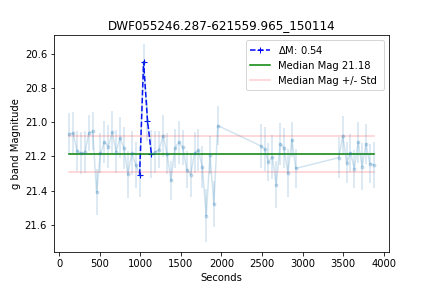 DWF055246.287-621559.965_150114
ΔM: 0.54
Median Mag 21.18
Median Mag +/- Std
g band Magnitude
20.6
20.8
21.0
21.2
21.4
21.6
0
500
1000
1500
2000
2500
3000
3500
4000
Seconds